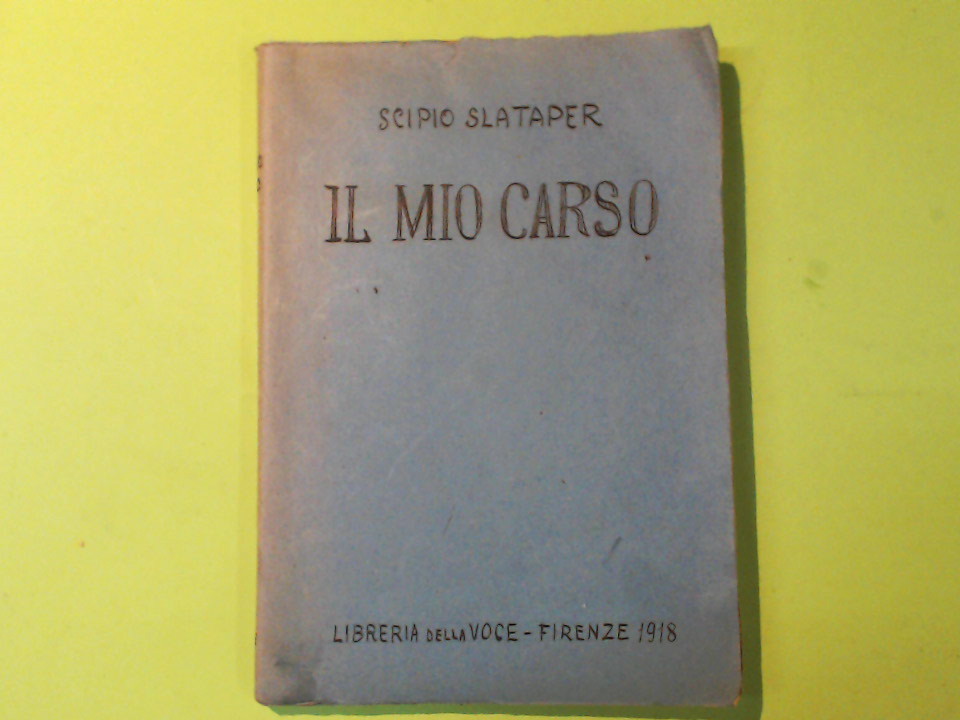 SCIPIO SLATAPER
IL MIO CARSO
LIBRERIA DELLA VOCE - FIRENZE 1918